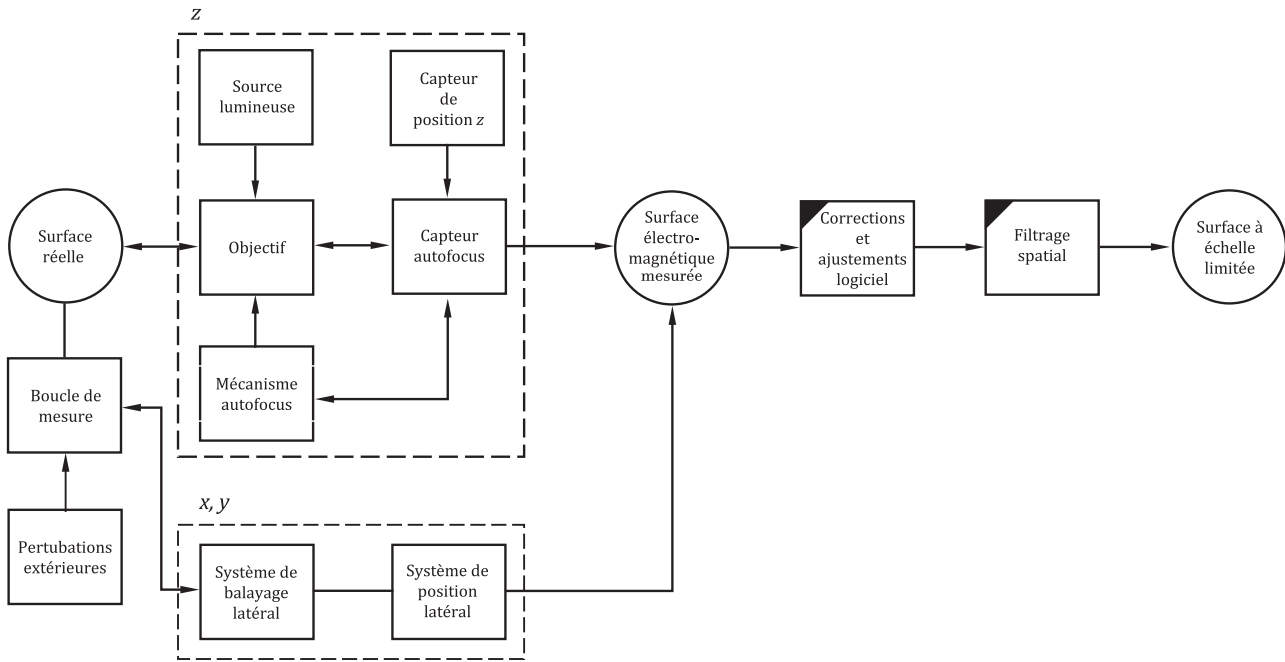 z
Source
lumineuse
Capteur
de
position z
Surface
réelle
Objectif
Capteur
autofocus
Surface
électro-
magnétique
mesurée
Corrections
et
ajustements
logiciel
Filtrage
spatial
Surface à
échelle
limitée
Boucle de
mesure
Mécanisme
autofocus
x, y
Pertubations
extérieures
Système de
balayage
latéral
Système de
position
latéral